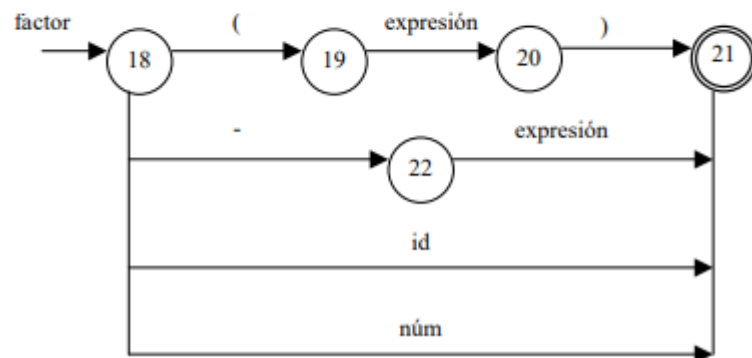 factor ( expresión )
18 19 20 21
- expresión
22
id
núm